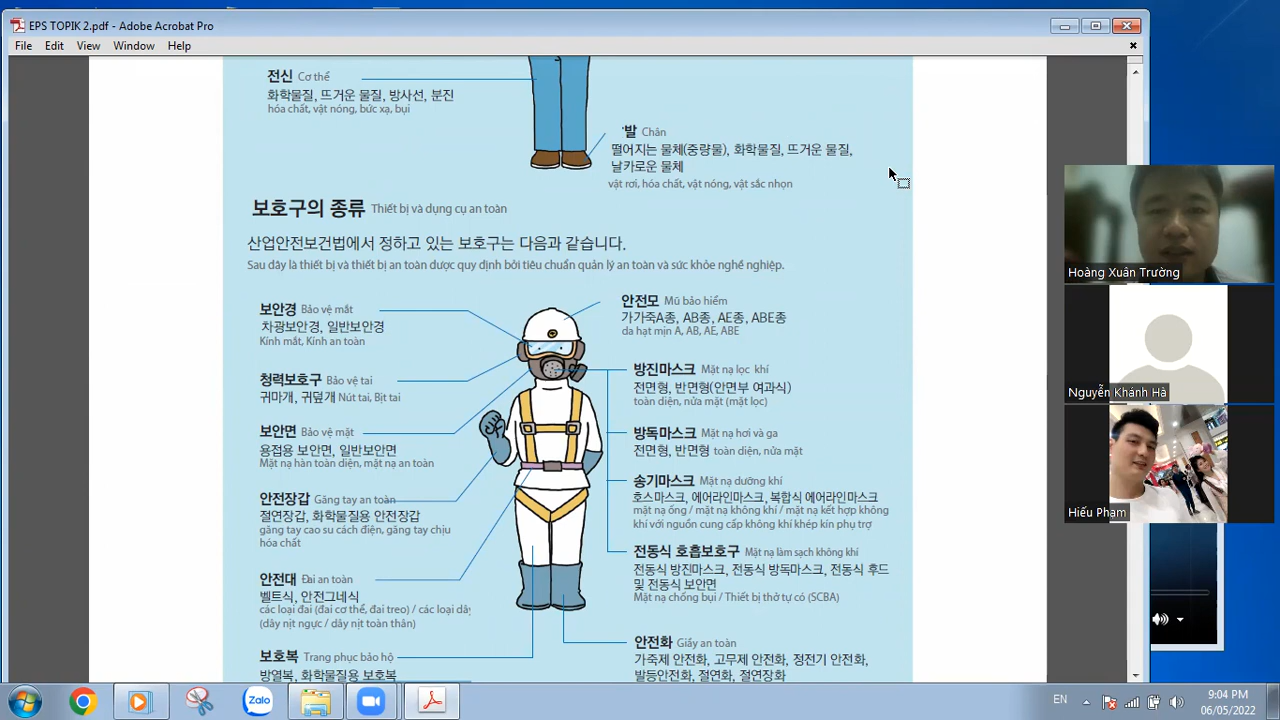 EPS TOPIK 2.pdf - Adobe Acrobat Pro
File Edit View Window Help
전신 Cơ thể
화학물질, 뜨거운 물질, 방사선, 분진
hóa chất, vật nóng, bức xạ, bụi
발 Chân
떨어지는 물체(중량물), 화학물질, 뜨거운 물질,
날카로운 물체
vật rơi, hóa chất, vật nóng, vật sắc nhọn
보호구의 종류 Thiết bị và dụng cụ an toàn
산업안전보건법에서 정하고 있는 보호구는 다음과 같습니다.
Sau đây là thiết bị và thiết bị an toàn được quy định bởi tiêu chuẩn quản lý an toàn và sức khỏe nghề nghiệp.
보안경 Bảo vệ mắt
차광보안경, 일반보안경
Kính mắt, Kính an toàn
청력보호구 Bảo vệ tai
귀마개, 귀덮개 Nút tai, Bịt tai
보안면 Bảo vệ mặt
용접용 보안면, 일반보안면
Mặt nạ hàn toàn diện, mặt nạ an toàn
안전장갑 Găng tay an toàn
절연장갑, 화학물질용 안전장갑
găng tay cao su cách điện, găng tay chịu
hóa chất
안전대 Đai an toàn
벨트식, 안전그네식
các loại đai (đai cơ thể, đai treo) / các loại dây
(dây nịt ngực / dây nịt toàn thân)
보호복 Trang phục bảo hộ
방열복, 화학물질용 보호복
안전모 Mũ bảo hiểm
가가죽A종, AB종, AE종, ABE종
da hạt mịn A, AB, AE, ABE
방진마스크 Mặt nạ lọc khí
전면형, 반면형(안면부 여과식)
toàn diện, nửa mặt (mặt lọc)
방독마스크 Mặt nạ hơi và ga
전면형, 반면형 toàn diện, nửa mặt
송기마스크 Mặt nạ dưỡng khí
호스마스크, 에어라인마스크, 복합식 에어라인마스크
mặt nạ ống / mặt nạ không khí / mặt nạ kết hợp không
khí với nguồn cung cấp không khí khép kín phụ trợ
전동식 호흡보호구 Mặt nạ làm sạch không khí
전동식 방진마스크, 전동식 방독마스크, 전동식 후드
및 전동식 보안면
Mặt nạ chống bụi / Thiết bị thở tự có (SCBA)
안전화 Giầy an toàn
가죽제 안전화, 고무제 안전화, 정전기 안전화,
발등안전화, 절연화, 절연장화
Hoàng Xuân Trường
Nguyễn Khánh Hà
Hiếu Phạm
Zalo
EN
9:04 PM
06/05/2022